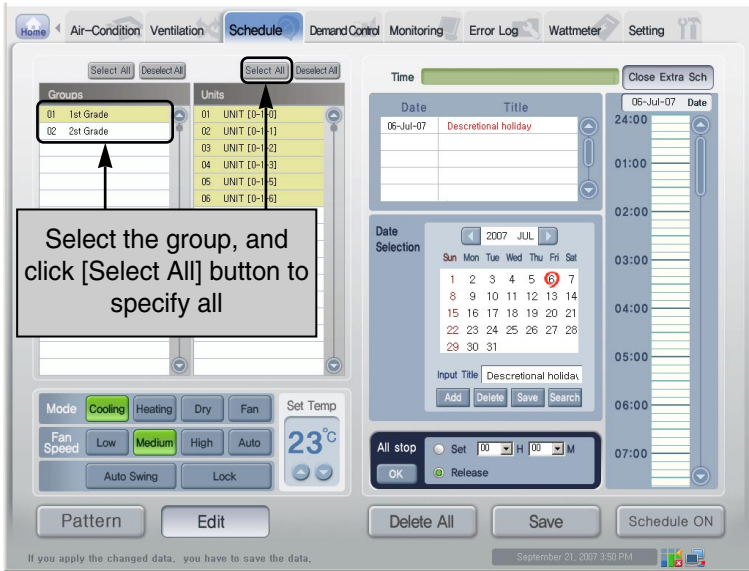 Home Air-Condition Ventilation Schedule Demand Control Monitoring Error Log Wattmeter Setting
Select All Deselect All Select All Deselect All
Groups Units
01 1st Grade
02 2st Grade
01 UNIT [0-1-0]
02 UNIT [0-1-1]
03 UNIT [0-1-2]
04 UNIT [0-1-3]
05 UNIT [0-1-5]
06 UNIT [0-1-6]
Select the group, and
click [Select All] button to
specify all
Mode Cooling Heating Dry Fan
Fan Speed Low Medium High Auto
Auto Swing Lock
Set Temp
23°C
Time
Close Extra Sch
Date Title
06-Jul-07 Descretional holiday
Date
Selection
2007 JUL
Sun Mon Tue Wed Thu Fri Sat
1 2 3 4 5 6 7
8 9 10 11 12 13 14
15 16 17 18 19 20 21
22 23 24 25 26 27 28
29 30 31
Input Title Descretional holiday
Add Delete Save Search
All stop Set 00 H 00 M
OK Release
06-Jul-07 Date
24:00
01:00
02:00
03:00
04:00
05:00
06:00
07:00
Pattern Edit Delete All Save Schedule ON
If you apply the changed data, you have to save the data.
September 21, 2007 3:50 PM